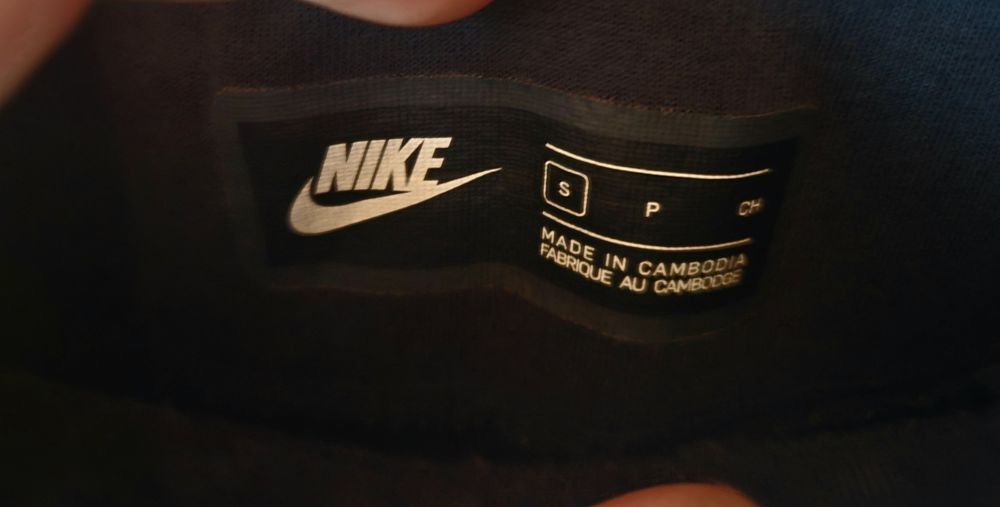 NIKE
S P CH
MADE IN CAMBODIA
FABRIQUE AU CAMBODGE